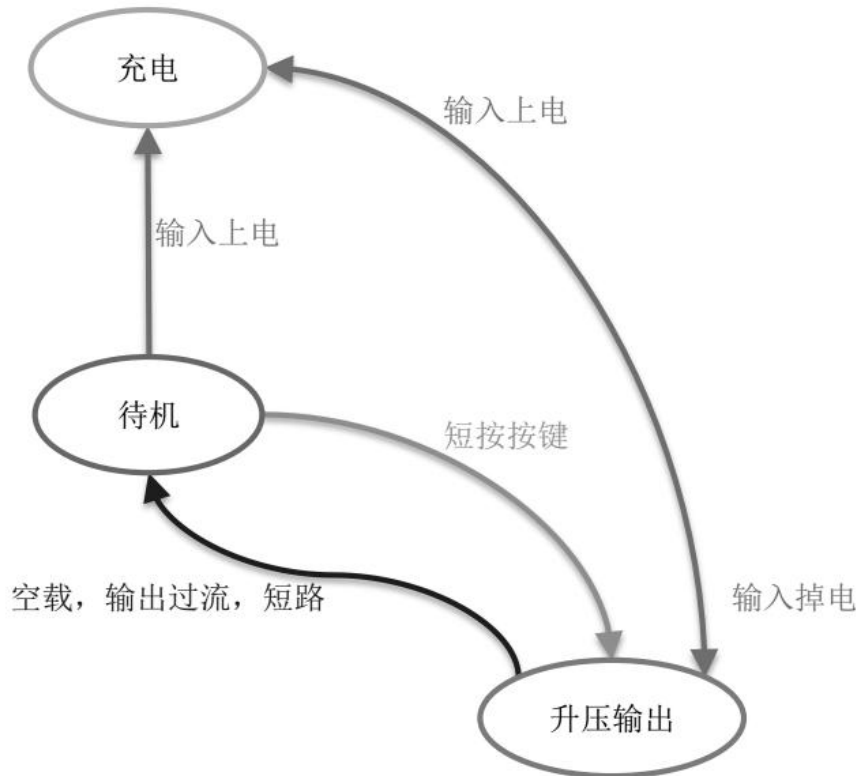 充电
输入上电
输入上电
待机
短按按键
空载，输出过流，短路
输入掉电
升压输出